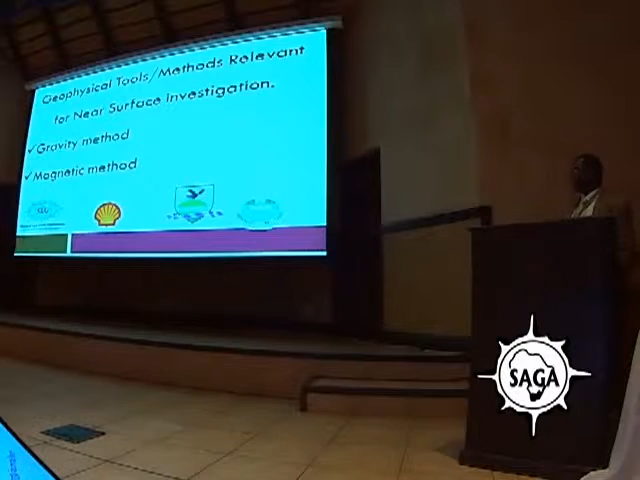 Geophysical Tools/Methods Relevant
for Near Surface investigation.
✓Gravity method
✓Magnetic method
SAGA